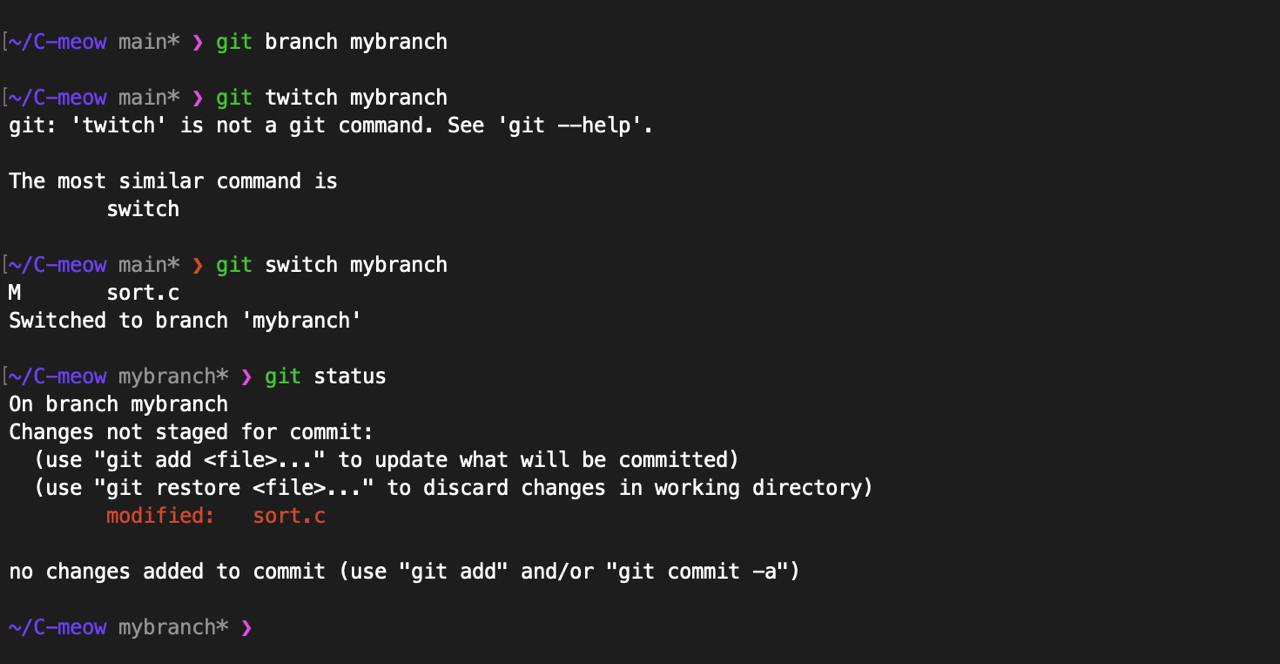 [~/C-meow main* ❯ git branch mybranch
[~/C-meow main* ❯ git twitch mybranch
git: 'twitch' is not a git command. See 'git --help'.
The most similar command is
switch
[~/C-meow main* ❯ git switch mybranch
M       sort.c
Switched to branch 'mybranch'
[~/C-meow mybranch* ❯ git status
On branch mybranch
Changes not staged for commit:
(use "git add <file>..." to update what will be committed)
(use "git restore <file>..." to discard changes in working directory)
modified:   sort.c
no changes added to commit (use "git add" and/or "git commit -a")
~/C-meow mybranch* ❯